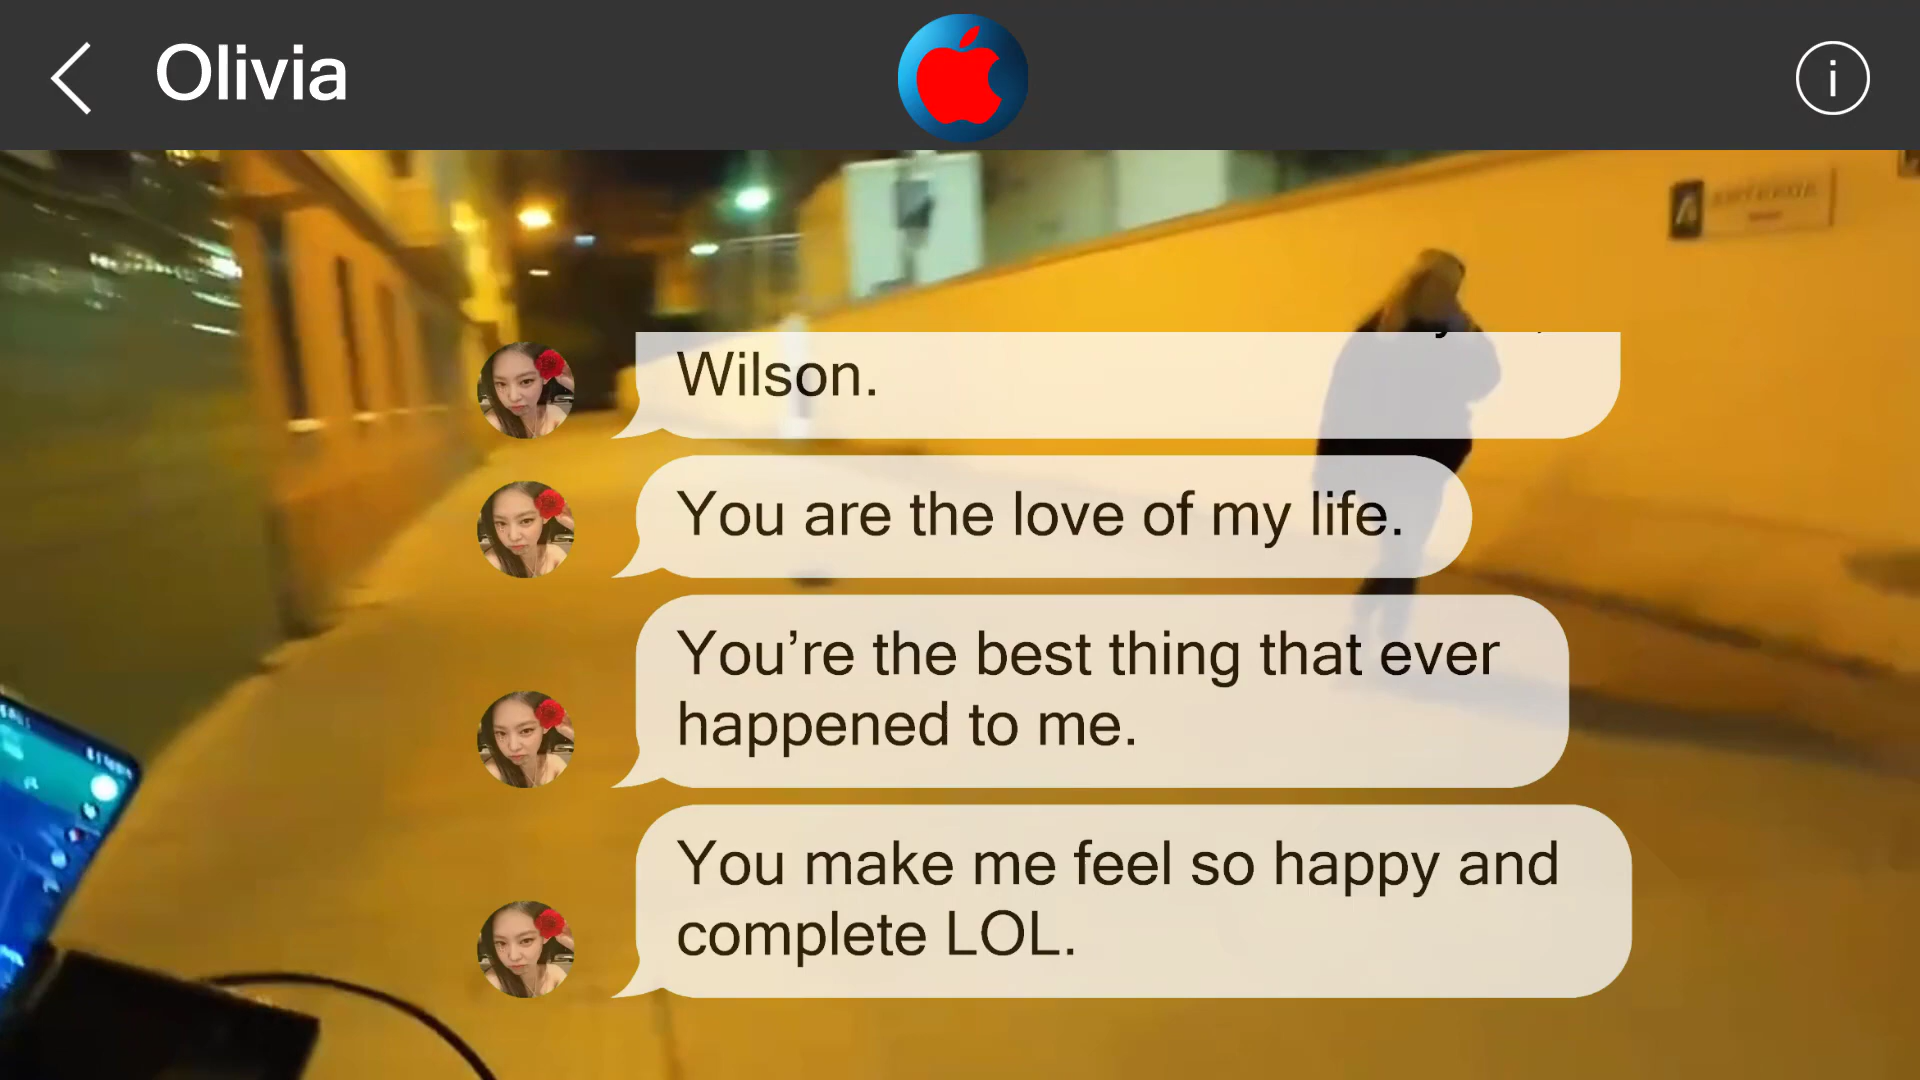 Olivia
Wilson.
You are the love of my life.
You’re the best thing that ever
happened to me.
You make me feel so happy and
complete LOL.